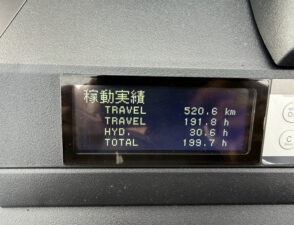 稼動実績
TRAVEL 520.6 km
TRAVEL 191.8 h
HYD. 30.6 h
TOTAL 199.7 h